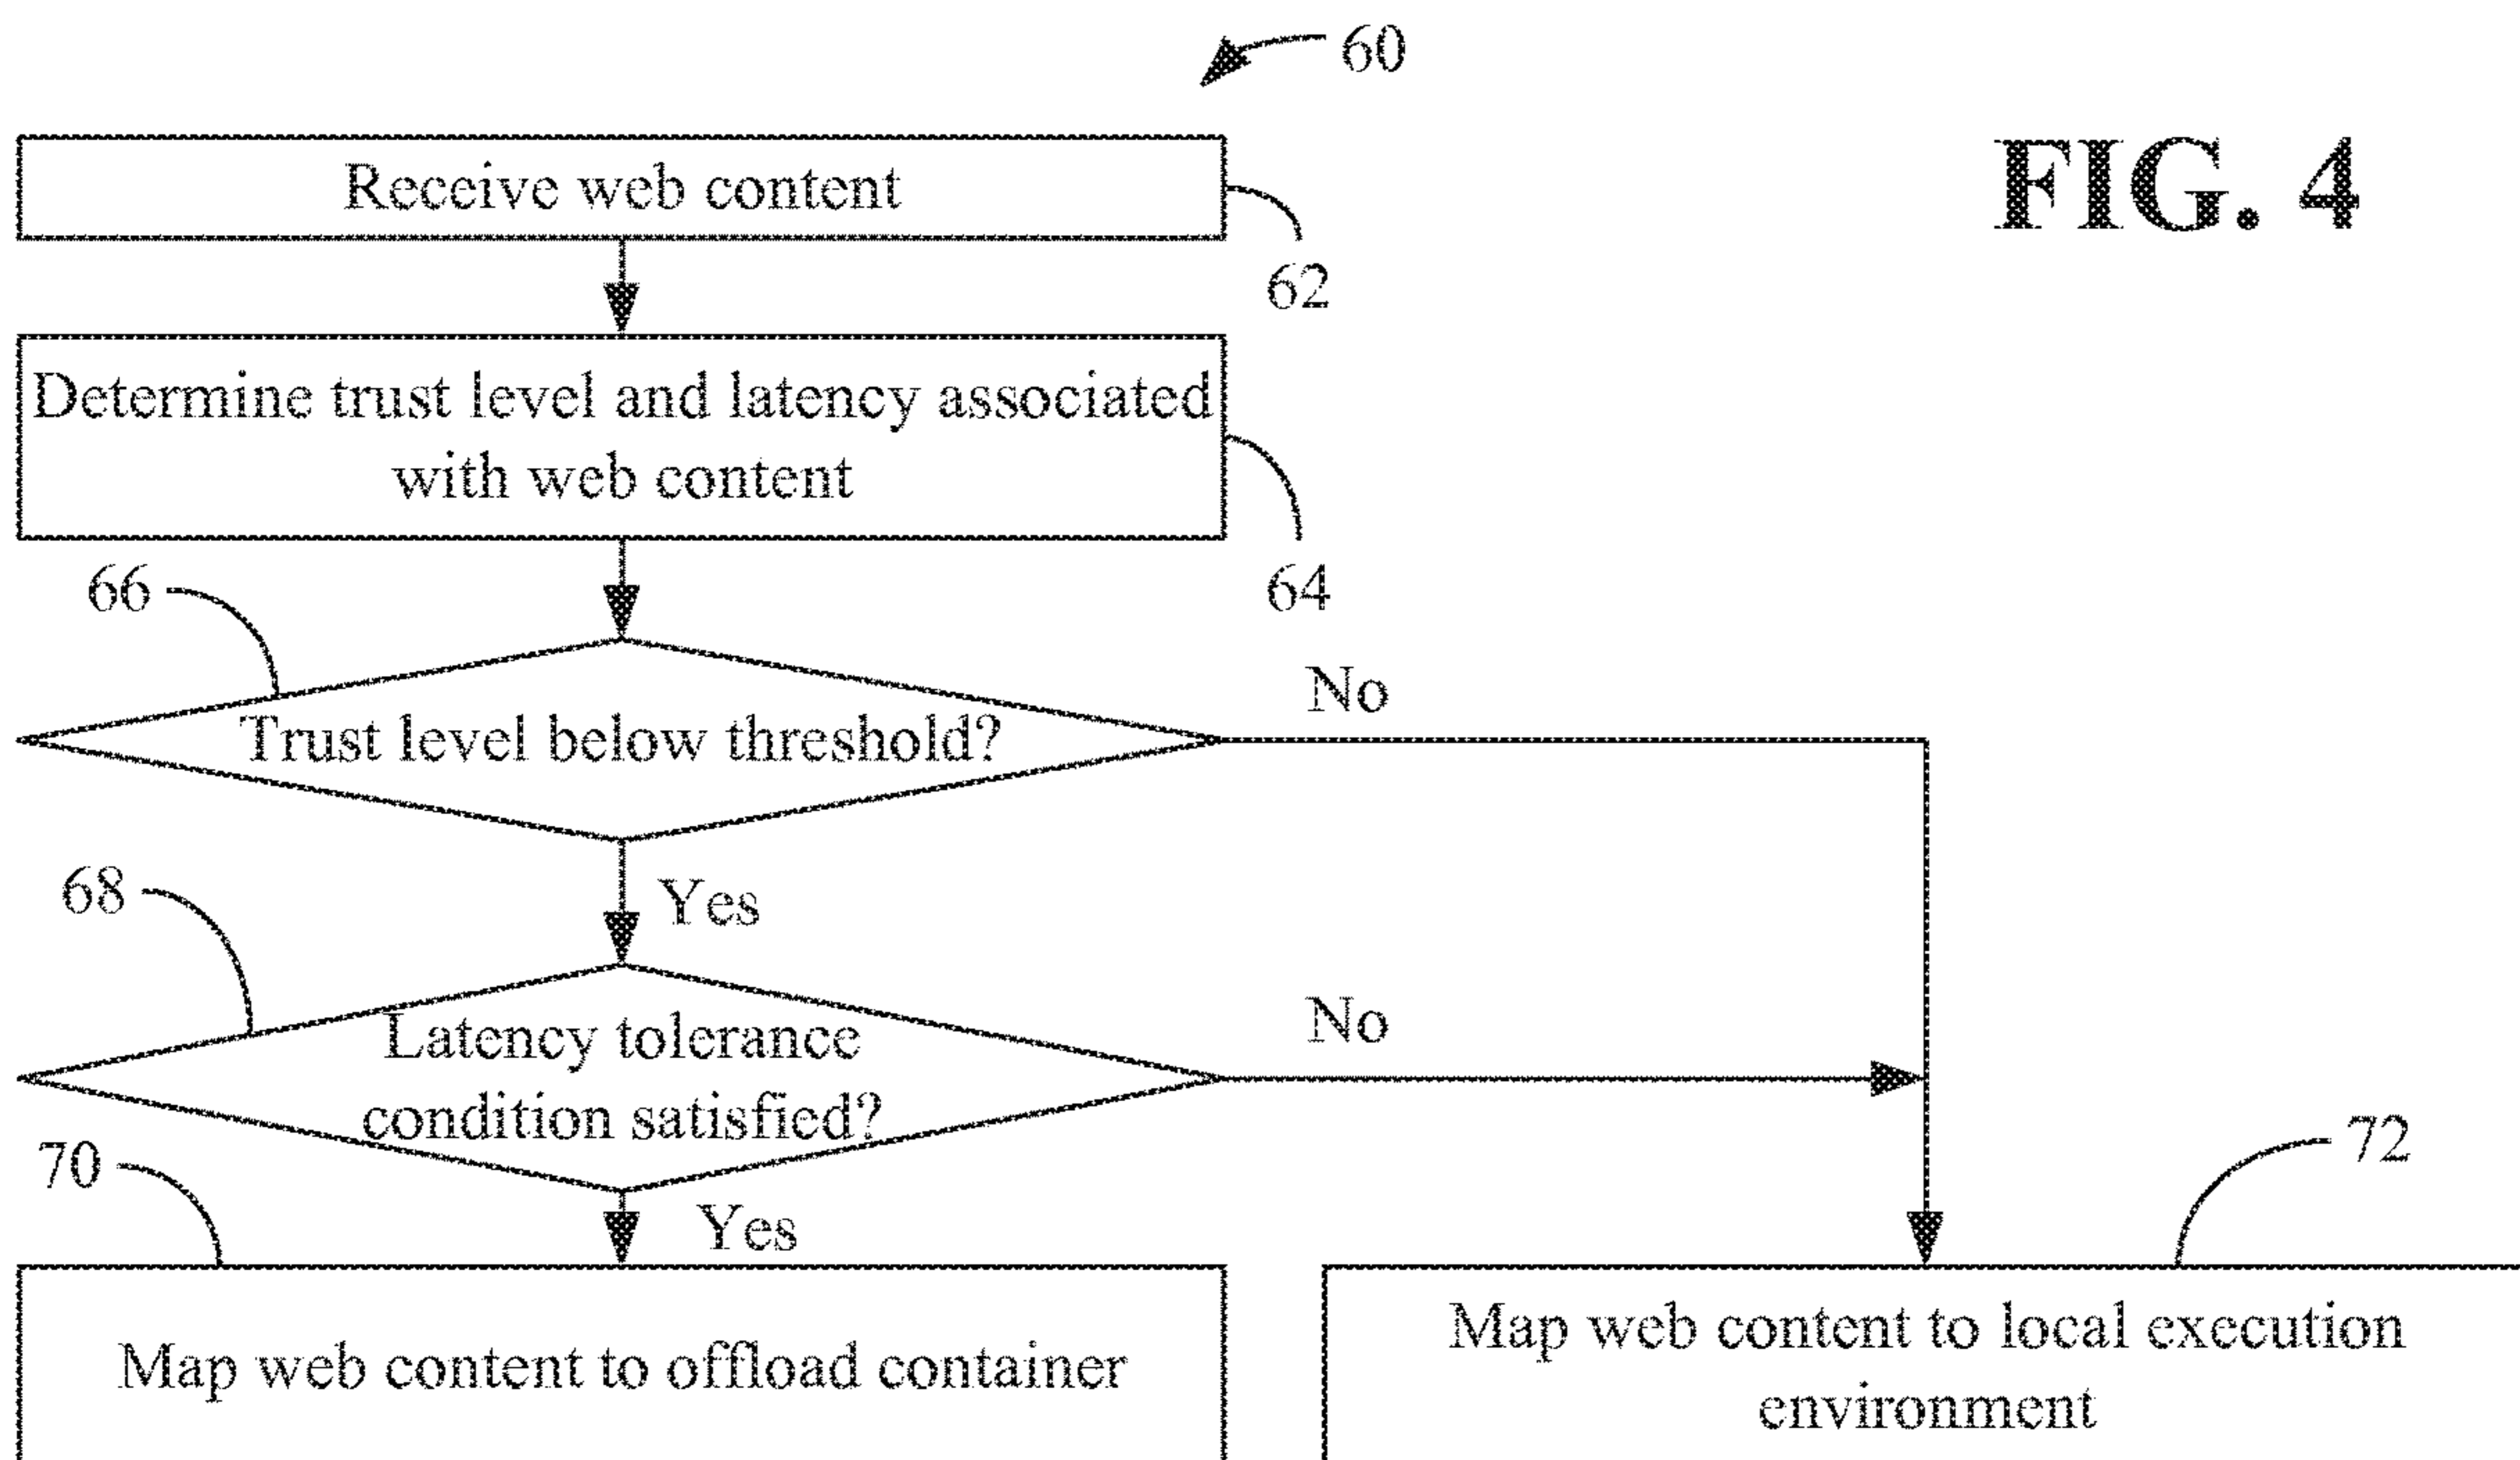 60
FIG. 4
Receive web content
62
Determine trust level and latency associated
with web content
64
66
Trust level below threshold?
No
Yes
68
Latency tolerance
condition satisfied?
No
Yes
70
Map web content to offload container
72
Map web content to local execution
environment